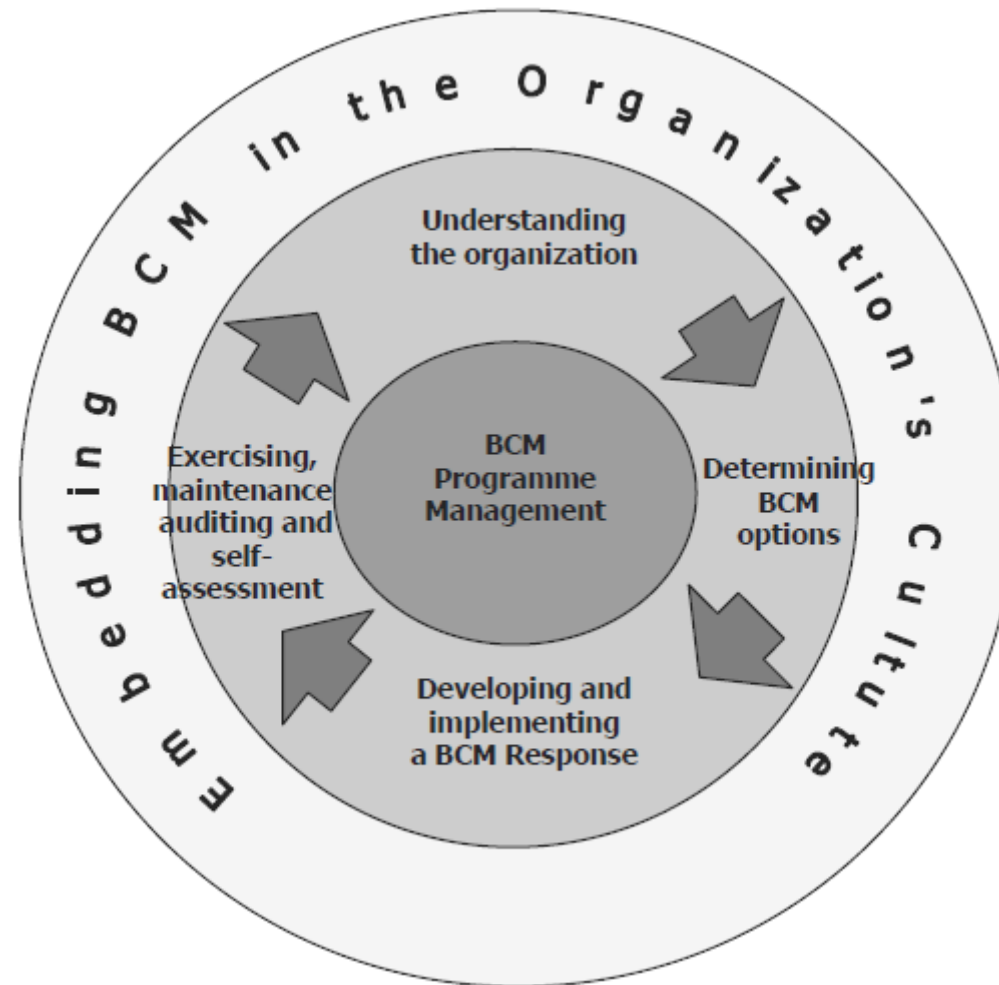 Embedding BCM in the Organization's Cultute
Understanding
the organization
Determining
BCM
options
Developing and
implementing
a BCM Response
Exercising,
maintenance
auditing and
self-
assessment
BCM
Programme
Management